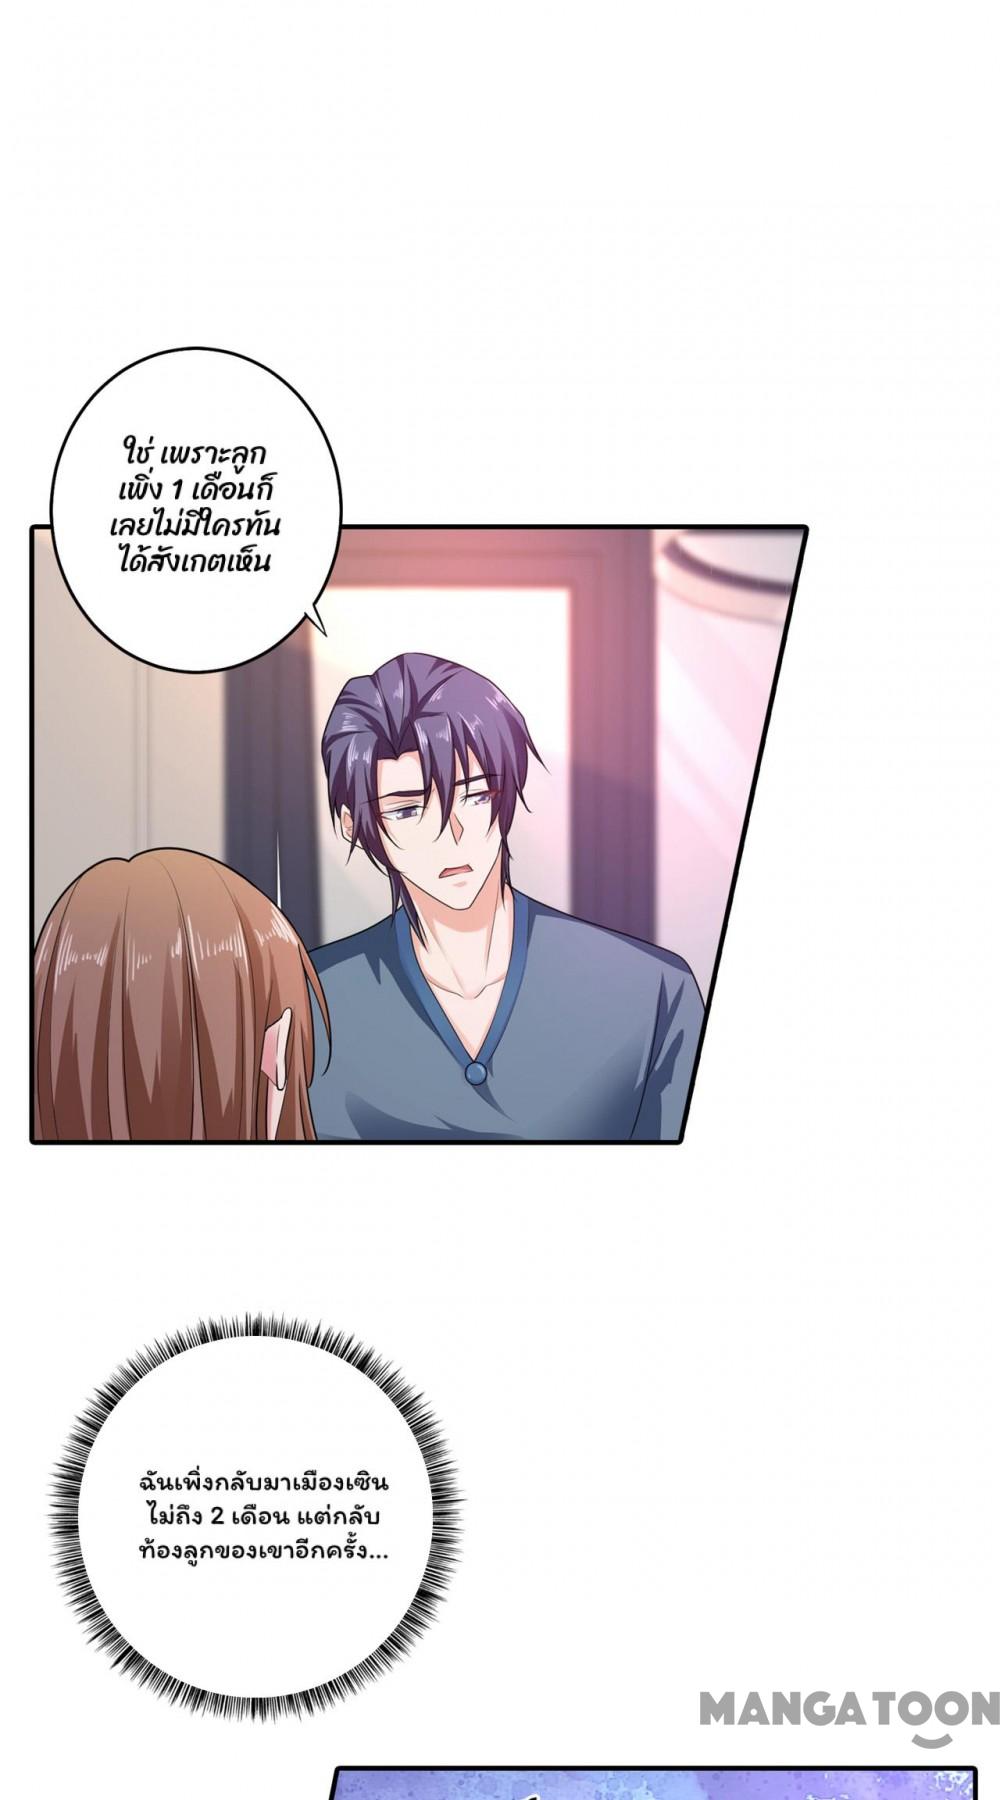 ใช่ เพราะลูก
เพิ่ง 1 เดือนก็
เลยไม่มีใครทัน
ได้สังเกตเห็น
ฉันเพิ่งกลับมาเมืองเซิน
ไม่ถึง 2 เดือน แต่กลับ
ท้องลูกของเขาอีกครั้ง...
MANGATOON